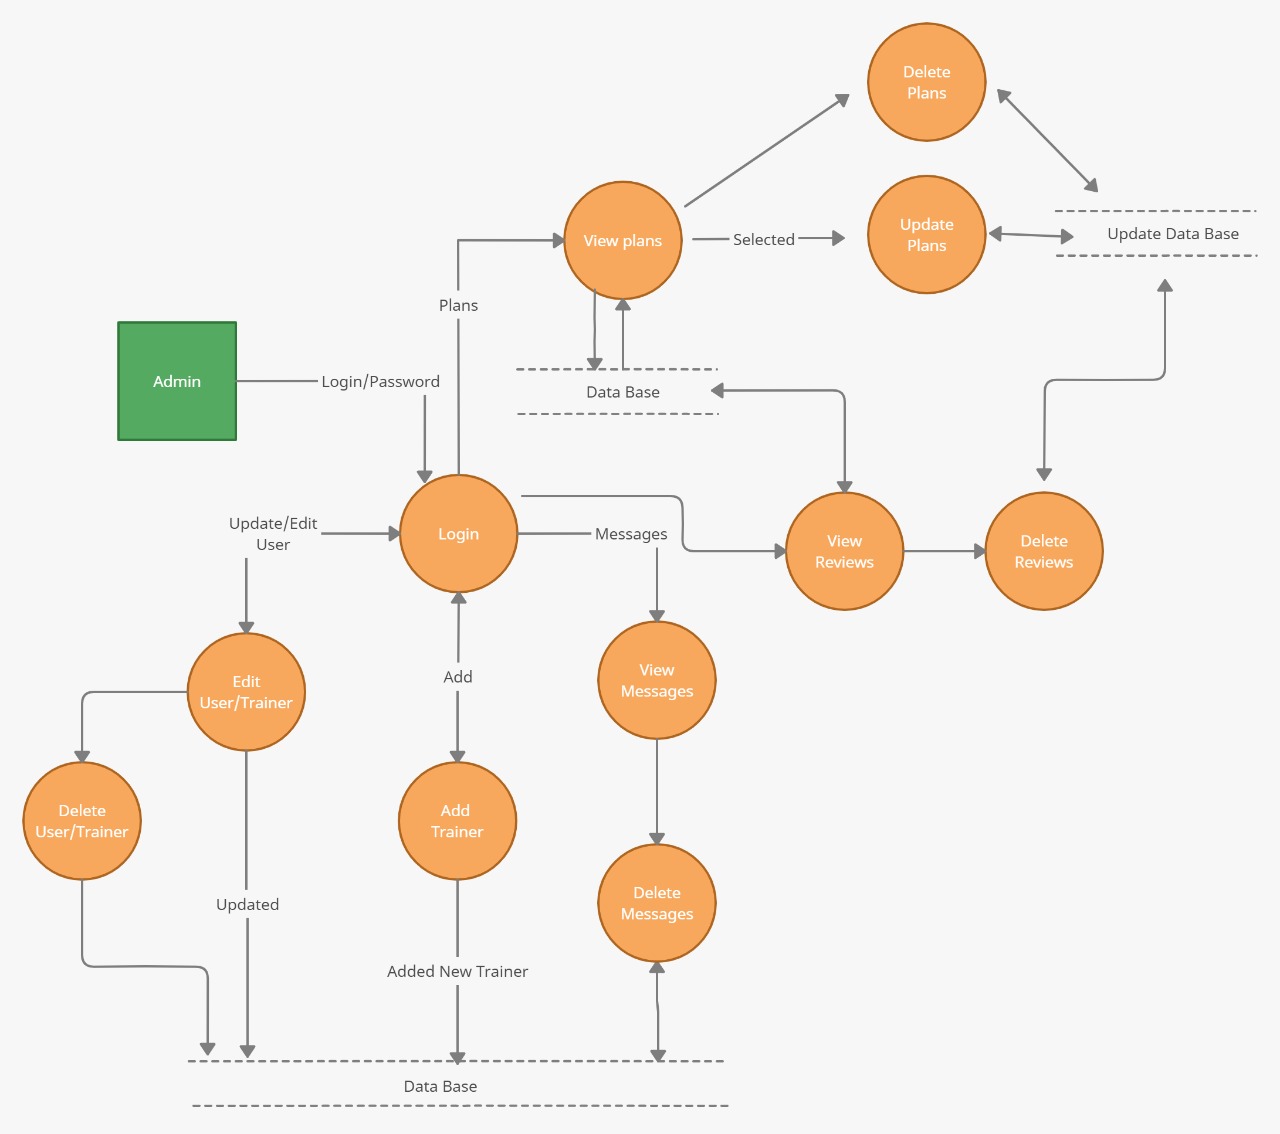 Delete
Plans
Update
Plans
Update Data Base
View plans
Selected
Plans
Admin
Login/Password
Data Base
Update/Edit
User
Login
Messages
View
Reviews
Delete
Reviews
Edit
User/Trainer
Add
View
Messages
Delete
User/Trainer
Add
Trainer
Updated
Delete
Messages
Added New Trainer
Data Base